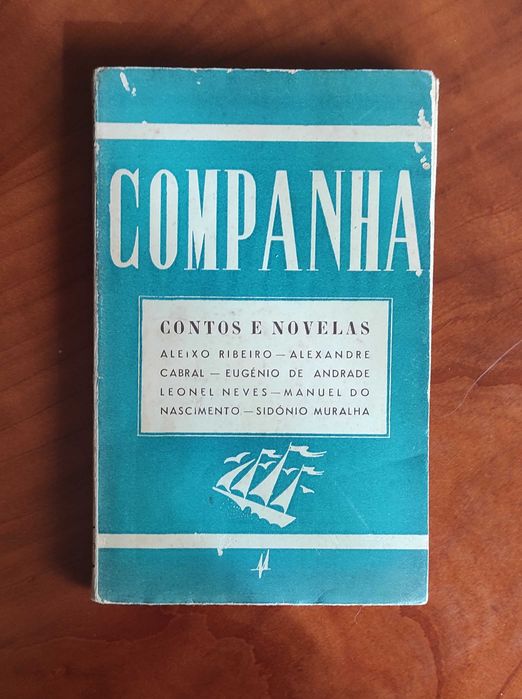 COMPANHA
CONTOS E NOVELAS
ALEIXO RIBEIRO — ALEXANDRE
CABRAL — EUGÉNIO DE ANDRADE
LEONEL NEVES — MANUEL DO
NASCIMENTO — SIDÓNIO MURALHA